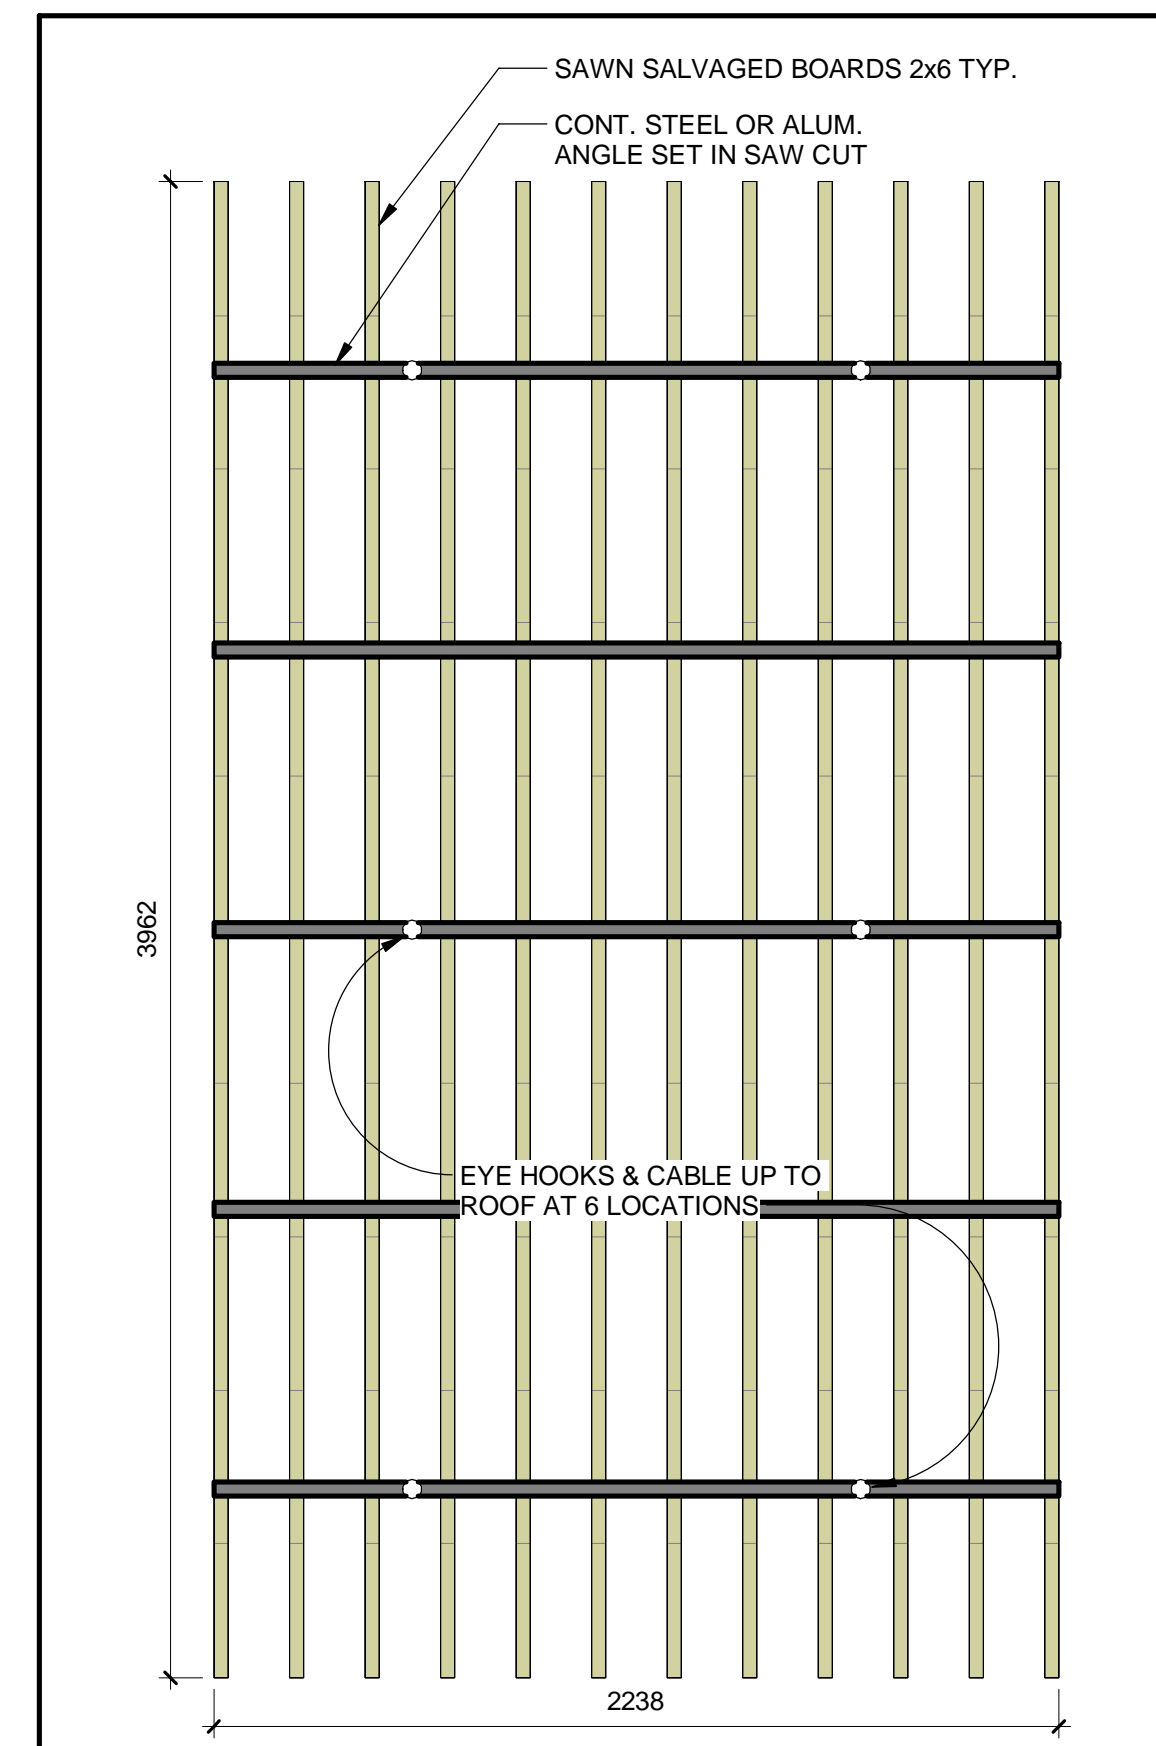 SAWN SALVAGED BOARDS 2x6 TYP.
CONT. STEEL OR ALUM.
ANGLE SET IN SAW CUT
3962
EYE HOOKS & CABLE UP TO
ROOF AT 6 LOCATIONS
2238